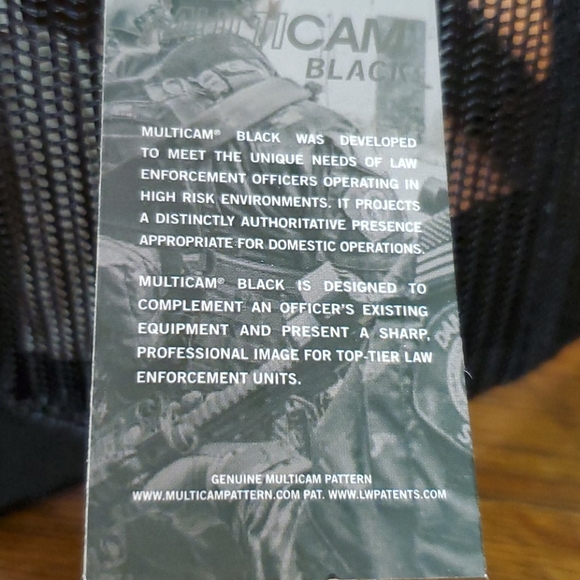 MULTICAM
BLACK
MULTICAM® BLACK WAS DEVELOPED
TO MEET THE UNIQUE NEEDS OF LAW
ENFORCEMENT OFFICERS OPERATING IN
HIGH RISK ENVIRONMENTS. IT PROJECTS
A DISTINCTLY AUTHORITATIVE PRESENCE
APPROPRIATE FOR DOMESTIC OPERATIONS.
MULTICAM® BLACK IS DESIGNED TO
COMPLEMENT AN OFFICER'S EXISTING
EQUIPMENT AND PRESENT A SHARP,
PROFESSIONAL IMAGE FOR TOP-TIER LAW
ENFORCEMENT UNITS.
GENUINE MULTICAM PATTERN
WWW.MULTICAMPATTERN.COM PAT. WWW.LWPATENTS.COM